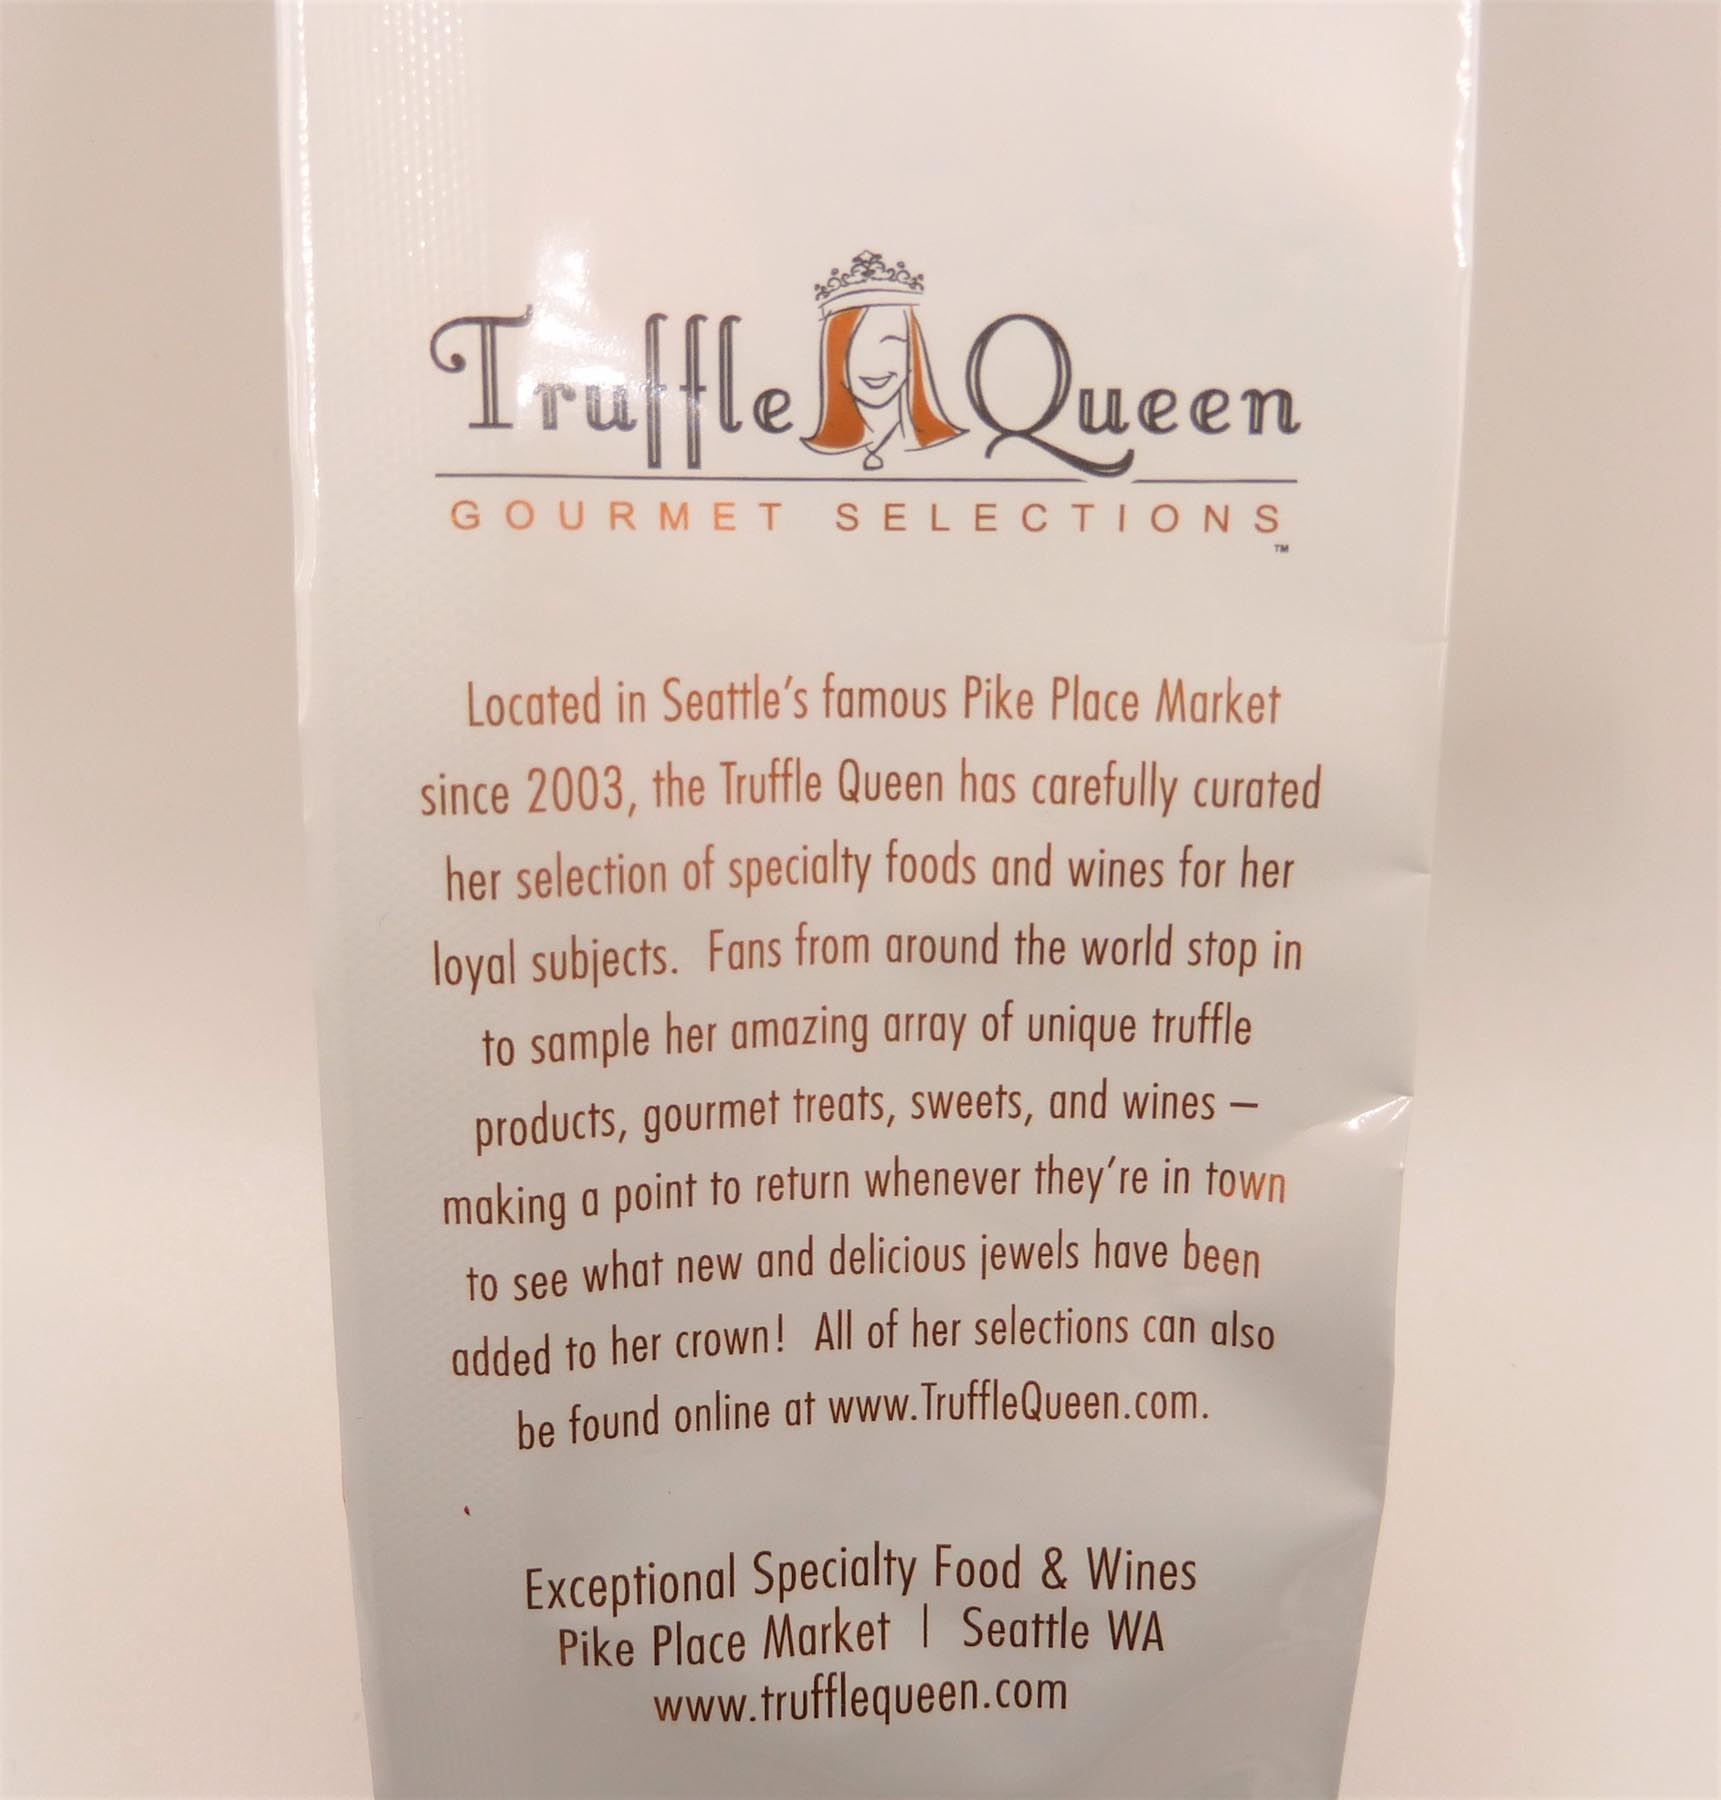 Truffle Queen
GOURMET SELECTIONS
TM
Located in Seattle's famous Pike Place Market
since 2003, the Truffle Queen has carefully curated
her selection of specialty foods and wines for her
loyal subjects. Fans from around the world stop in
to sample her amazing array of unique truffle
products, gourmet treats, sweets, and wines –
making a point to return whenever they're in town
to see what new and delicious jewels have been
added to her crown! All of her selections can also
be found online at www.TruffleQueen.com.
Exceptional Specialty Food & Wines
Pike Place Market | Seattle WA
www.trufflequeen.com